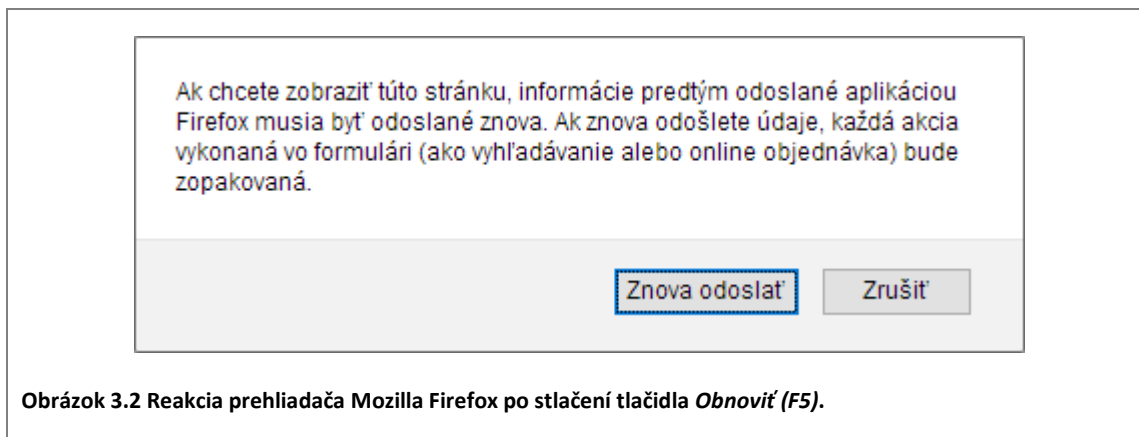 Ak chcete zobraziť túto stránku, informácie predtým odoslané aplikáciou
Firefox musia byť odoslané znova. Ak znova odošlete údaje, každá akcia
vykonaná vo formulári (ako vyhľadávanie alebo online objednávka) bude
zopakovaná.
Znova odoslať Zrušiť
Obrázok 3.2 Reakcia prehliadača Mozilla Firefox po stlačení tlačidla Obnoviť (F5).